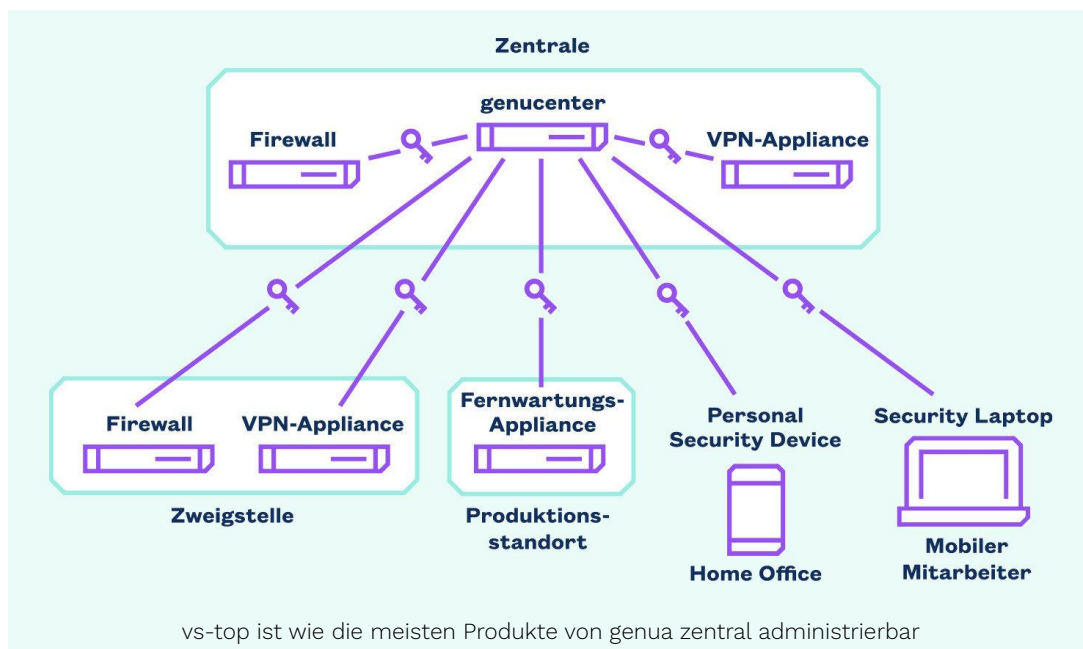 Zentrale
genucenter
Firewall
VPN-Appliance
Firewall
VPN-Appliance
Zweigstelle
Fernwartungs-
Appliance
Produktions-
standort
Personal
Security Device
Home Office
Security Laptop
Mobiler
Mitarbeiter
vs-top ist wie die meisten Produkte von genua zentral administrierbar